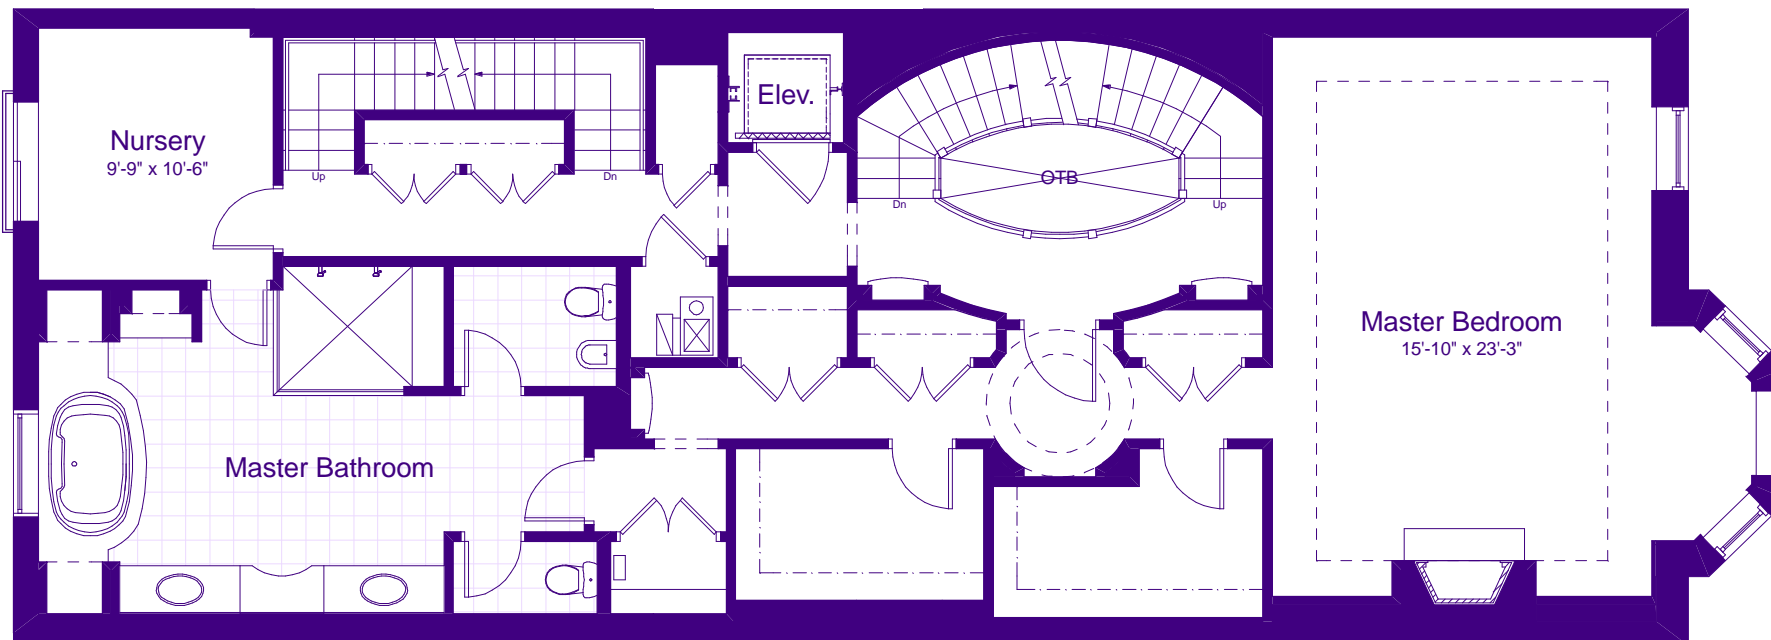 Elev.
Nursery
9'-9" x 10'-6"
Up
Dn
OTB
Dn
Up
Master Bedroom
15'-10" x 23'-3"
Master Bathroom